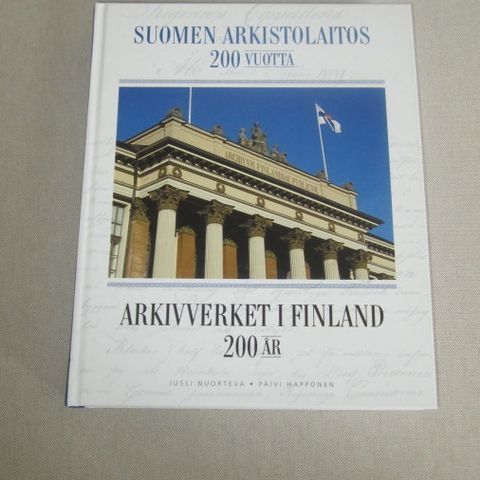 SUOMEN ARKISTOLAITOS
200 VUOTTA
ARCHIVUM FINLANDIAE PUBLICUM
ARKIVVERKET I FINLAND
200 ÅR
JUSSI NUORTEVA • PÄIVI HAPPONEN